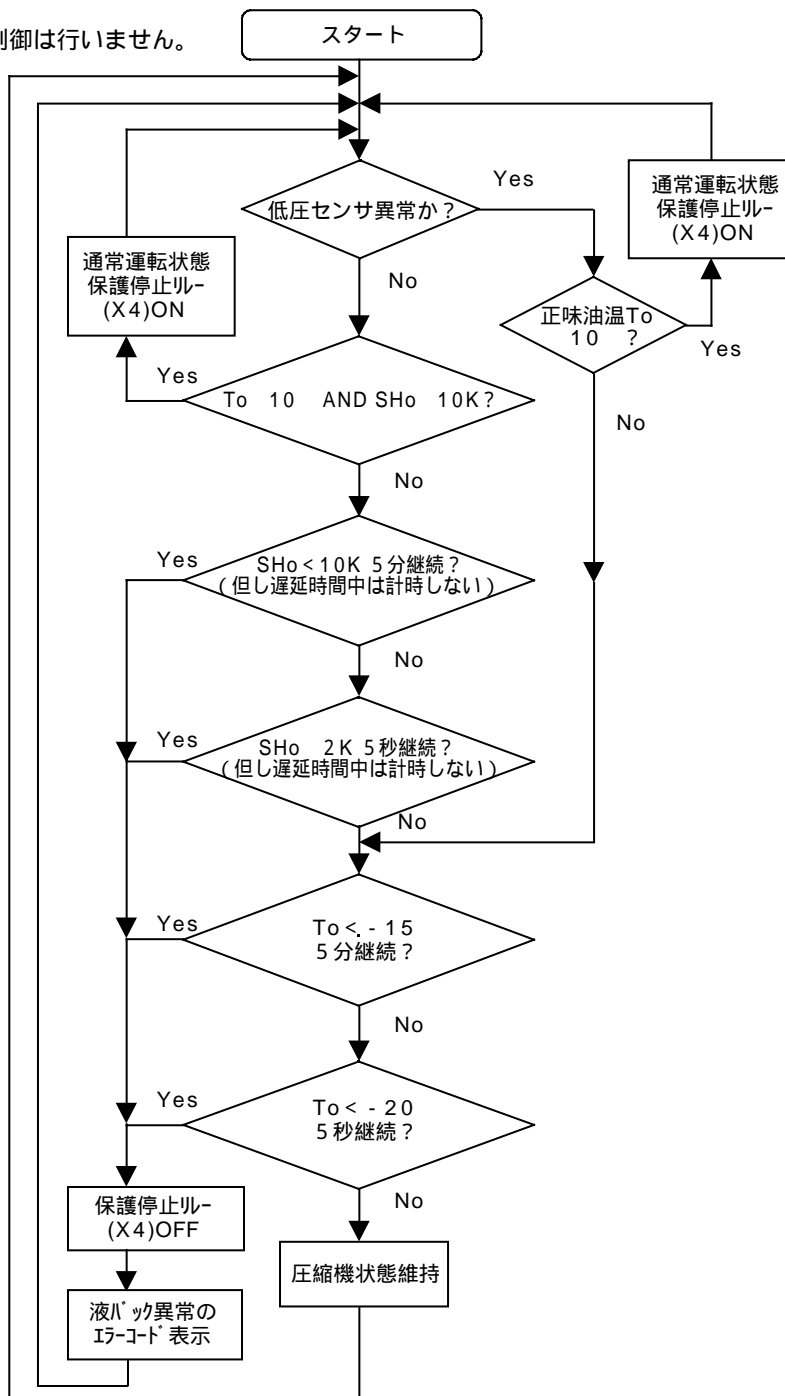 制御は行いません。
スタート
低圧センサ異常か？
Yes
No
通常運転状態
保護停止ﾘﾚｰ
(X4)ON
正味油温To
10　？
Yes
No
通常運転状態
保護停止ﾘﾚｰ
(X4)ON
To　10　AND SHo　10K？
Yes
No
SHo＜10K 5分継続？
(但し遅延時間中は計時しない)
Yes
No
SHo　2K 5秒継続？
(但し遅延時間中は計時しない)
Yes
No
To＜-15
5分継続？
Yes
No
To＜-20
5秒継続？
Yes
No
保護停止ﾘﾚｰ
(X4)OFF
液ﾊﾞｯｸ異常の
ｴﾗｰｺｰﾄﾞ表示
圧縮機状態維持